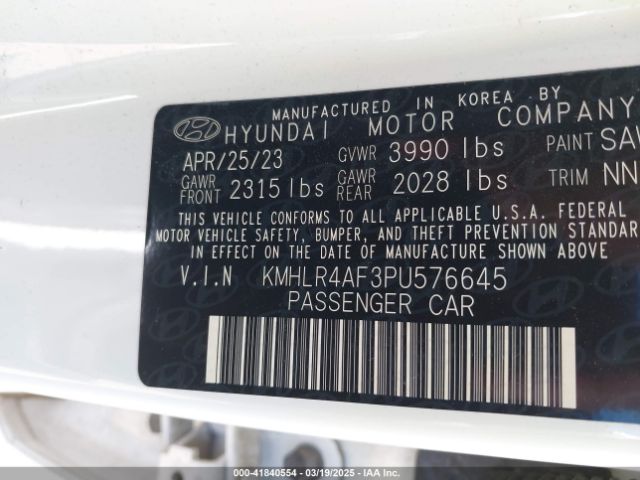 MANUFACTURED IN KOREA BY
HYUNDAI MOTOR COMPANY
APR/25/23 GVWR 3990 lbs PAINT SAW
GAWR FRONT 2315 lbs GAWR REAR 2028 lbs TRIM NN
THIS VEHICLE CONFORMS TO ALL APPLICABLE U.S.A. FEDERAL
MOTOR VEHICLE SAFETY, BUMPER, AND THEFT PREVENTION STANDARD
IN EFFECT ON THE DATE OF MANUFACTURE SHOWN ABOVE
V.I.N KMHLR4AF3PU576645
PASSENGER CAR
000-41840554 // 03/19/2025 // IAA Inc.